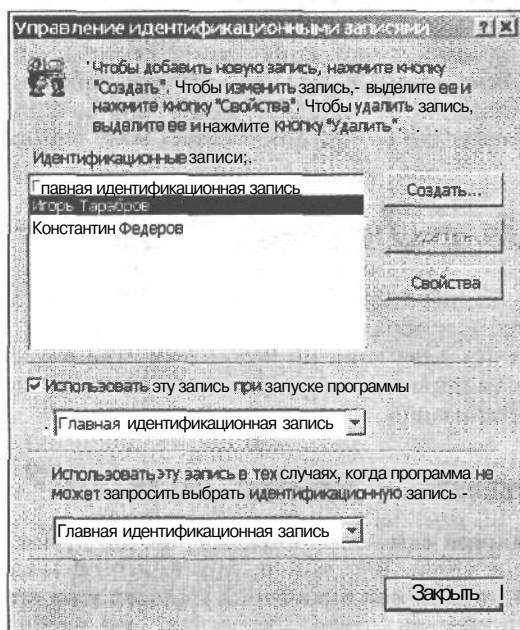 Управление идентификационными записями
Чтобы добавить новую запись, нажмите кнопку
"Создать". Чтобы изменить запись,- выделите ее и
нажмите кнопку "Свойства". Чтобы удалить запись,
выделите ее и нажмите кнопку "Удалить".
Идентификационные записи;.
Главная идентификационная запись
Игорь Тарабров
Константин Федеров
Создать...
Удалить
Свойства
Использовать эту запись при запуске программы
Главная идентификационная запись
Использовать эту запись в тех случаях, когда программа не
может запросить выбрать идентификационную запись -
Главная идентификационная запись
Закрыть